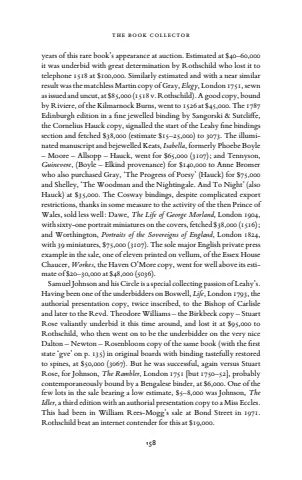 THE BOOK COLLECTOR
years of this rare book's appearance at auction. Estimated at $40–60,000
it was underbid with great determination by Rothschild who lost it to
telephone 1518 at $100,000. Similarly estimated and with a near similar
result was the matchless Martin copy of Gray, Elegy, London 1751, sewn
as issued and uncut, at $85,000 (1518 v. Rothschild). A good copy, bound
by Riviere, of the Kilmarnock Burns, went to 1526 at $45,000. The 1787
Edinburgh edition in a fine jewelled binding by Sangorski & Sutcliffe,
the Cornelius Hauck copy, signalled the start of the Leahy fine bindings
section and fetched $38,000 (estimate $15–25,000) to 3073. The illumi-
nated manuscript and bejewelled Keats, Isabella, formerly Phoebe Boyle
– Moore – Allsopp – Hauck, went for $65,000 (3107); and Tennyson,
Guinevere, (Boyle – Elkind provenance) for $140,000 to Anne Bromer
who also purchased Gray, 'The Progress of Poesy' (Hauck) for $75,000
and Shelley, 'The Woodman and the Nightingale. And To Night' (also
Hauck) at $35,000. The Cosway bindings, despite complicated export
restrictions, thanks in some measure to the activity of the then Prince of
Wales, sold less well: Dawe, The Life of George Morland, London 1904,
with sixty-one portrait miniatures on the covers, fetched $38,000 (1516);
and Worthington, Portraits of the Sovereigns of England, London 1824,
with 39 miniatures, $75,000 (3107). The sole major English private press
example in the sale, one of eleven printed on vellum, of the Essex House
Chaucer, Workes, the Haven O'More copy, went for well above its esti-
mate of $20–30,000 at $48,000 (5036).
Samuel Johnson and his Circle is a special collecting passion of Leahy's.
Having been one of the underbidders on Boswell, Life, London 1793, the
authorial presentation copy, twice inscribed, to the Bishop of Carlisle
and later to the Revd. Theodore Williams – the Birkbeck copy – Stuart
Rose valiantly underbid it this time around, and lost it at $95,000 to
Rothschild, who then went on to be the underbidder on the very nice
Dalton – Newton – Rosenbloom copy of the same book (with the first
state 'gve' on p. 135) in original boards with binding tastefully restored
to spines, at $50,000 (3067). But he was successful, again versus Stuart
Rose, for Johnson, The Rambler, London 1751 [but 1750–52], probably
contemporaneously bound by a Bengalese binder, at $6,000. One of the
few lots in the sale bearing a low estimate, $5–8,000 was Johnson, The
Idler, a third edition with an authorial presentation copy to a Miss Eccles.
This had been in William Rees-Mogg's sale at Bond Street in 1971.
Rothschild beat an internet contender for this at $19,000.
158